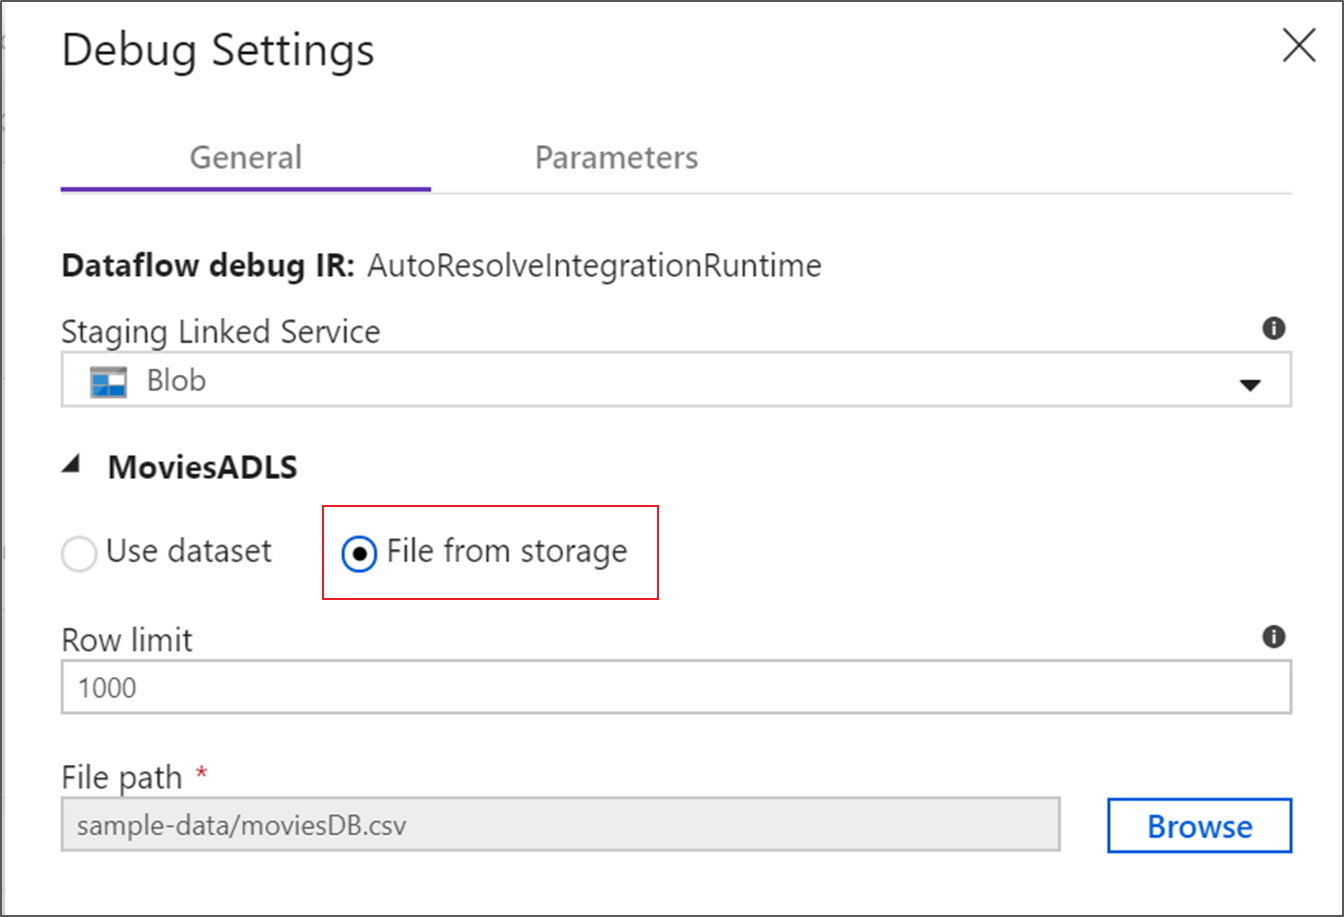 Debug Settings
General Parameters
Dataflow debug IR: AutoResolveIntegrationRuntime
Staging Linked Service
Blob
MoviesADLS
Use dataset File from storage
Row limit
1000
File path *
sample-data/moviesDB.csv Browse